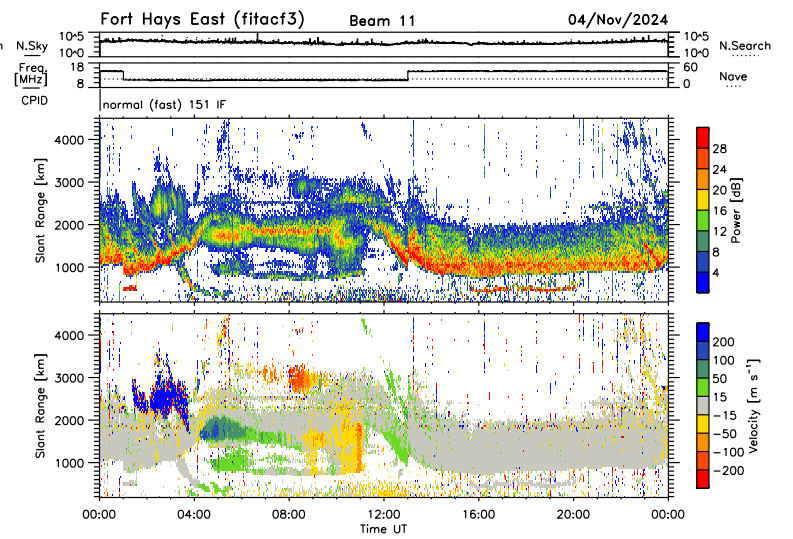 Fort Hays East (fitacf3) Beam 11 04/Nov/2024
n N.Sky 10^5 10^0 10^5 10^0 N.Search
Freq. [MHz] 18 8 60 0 Nave
CPID normal (fast) 151 IF
Slant Range [km] 4000 3000 2000 1000
28 24 20 16 12 8 4 Power [dB]
Slant Range [km] 4000 3000 2000 1000
200 100 50 15 -15 -50 -100 -200 Velocity [m s⁻¹]
00:00 04:00 08:00 12:00 16:00 20:00 00:00
Time UT